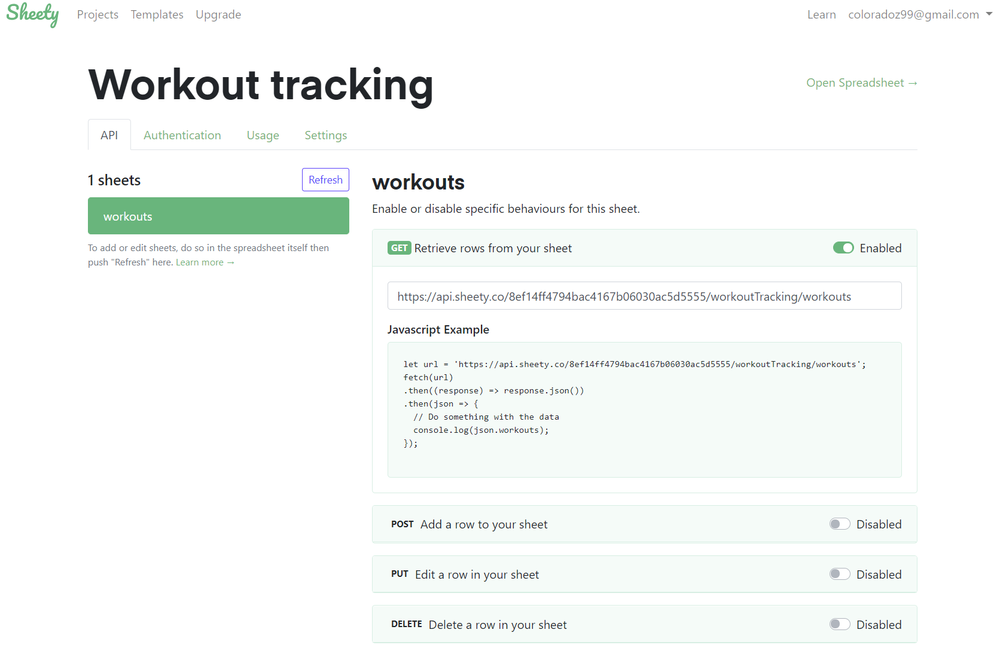 Sheety Projects Templates Upgrade Learn coloradoz99@gmail.com
Workout tracking
Open Spreadsheet →
API Authentication Usage Settings
1 sheets Refresh
workouts
To add or edit sheets, do so in the spreadsheet itself then
push "Refresh" here. Learn more →
workouts
Enable or disable specific behaviours for this sheet.
GET Retrieve rows from your sheet Enabled
https://api.sheety.co/8ef14ff4794bac4167b06030ac5d5555/workoutTracking/workouts
Javascript Example
let url = 'https://api.sheety.co/8ef14ff4794bac4167b06030ac5d5555/workoutTracking/workouts';
fetch(url)
.then((response) => response.json())
.then(json => {
  // Do something with the data
  console.log(json.workouts);
});
POST Add a row to your sheet Disabled
PUT Edit a row in your sheet Disabled
DELETE Delete a row in your sheet Disabled